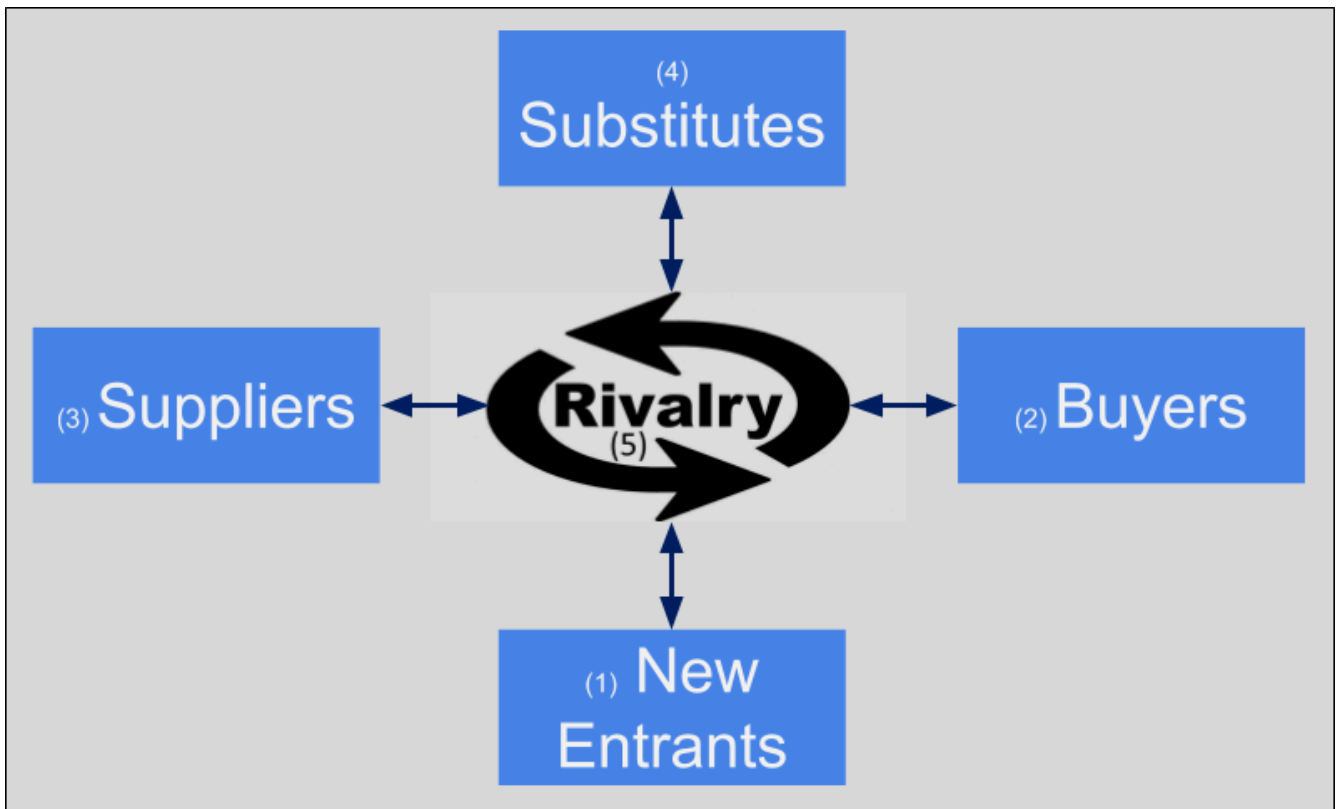 (4)
Substitutes
(3) Suppliers
Rivalry
(5)
(2) Buyers
(1) New
Entrants